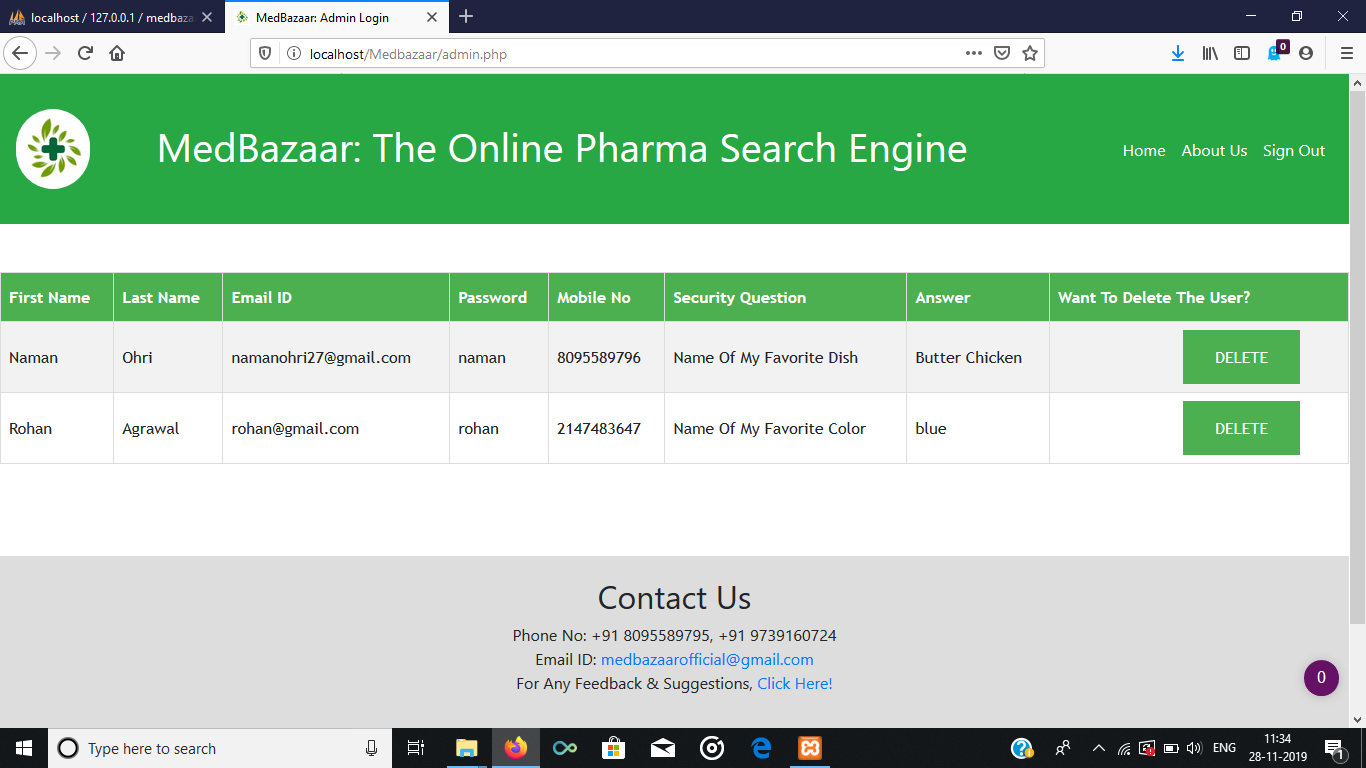 localhost / 127.0.0.1 / medbaza
MedBazaar: Admin Login
localhost/Medbazaar/admin.php
0
MedBazaar: The Online Pharma Search Engine
Home About Us Sign Out
First Name Last Name Email ID Password Mobile No Security Question Answer Want To Delete The User?
Naman Ohri namanohri27@gmail.com naman 8095589796 Name Of My Favorite Dish Butter Chicken DELETE
Rohan Agrawal rohan@gmail.com rohan 2147483647 Name Of My Favorite Color blue DELETE
Contact Us
Phone No: +91 8095589795, +91 9739160724
Email ID: medbazaarofficial@gmail.com
For Any Feedback & Suggestions, Click Here!
0
Type here to search
ENG
11:34
28-11-2019
1